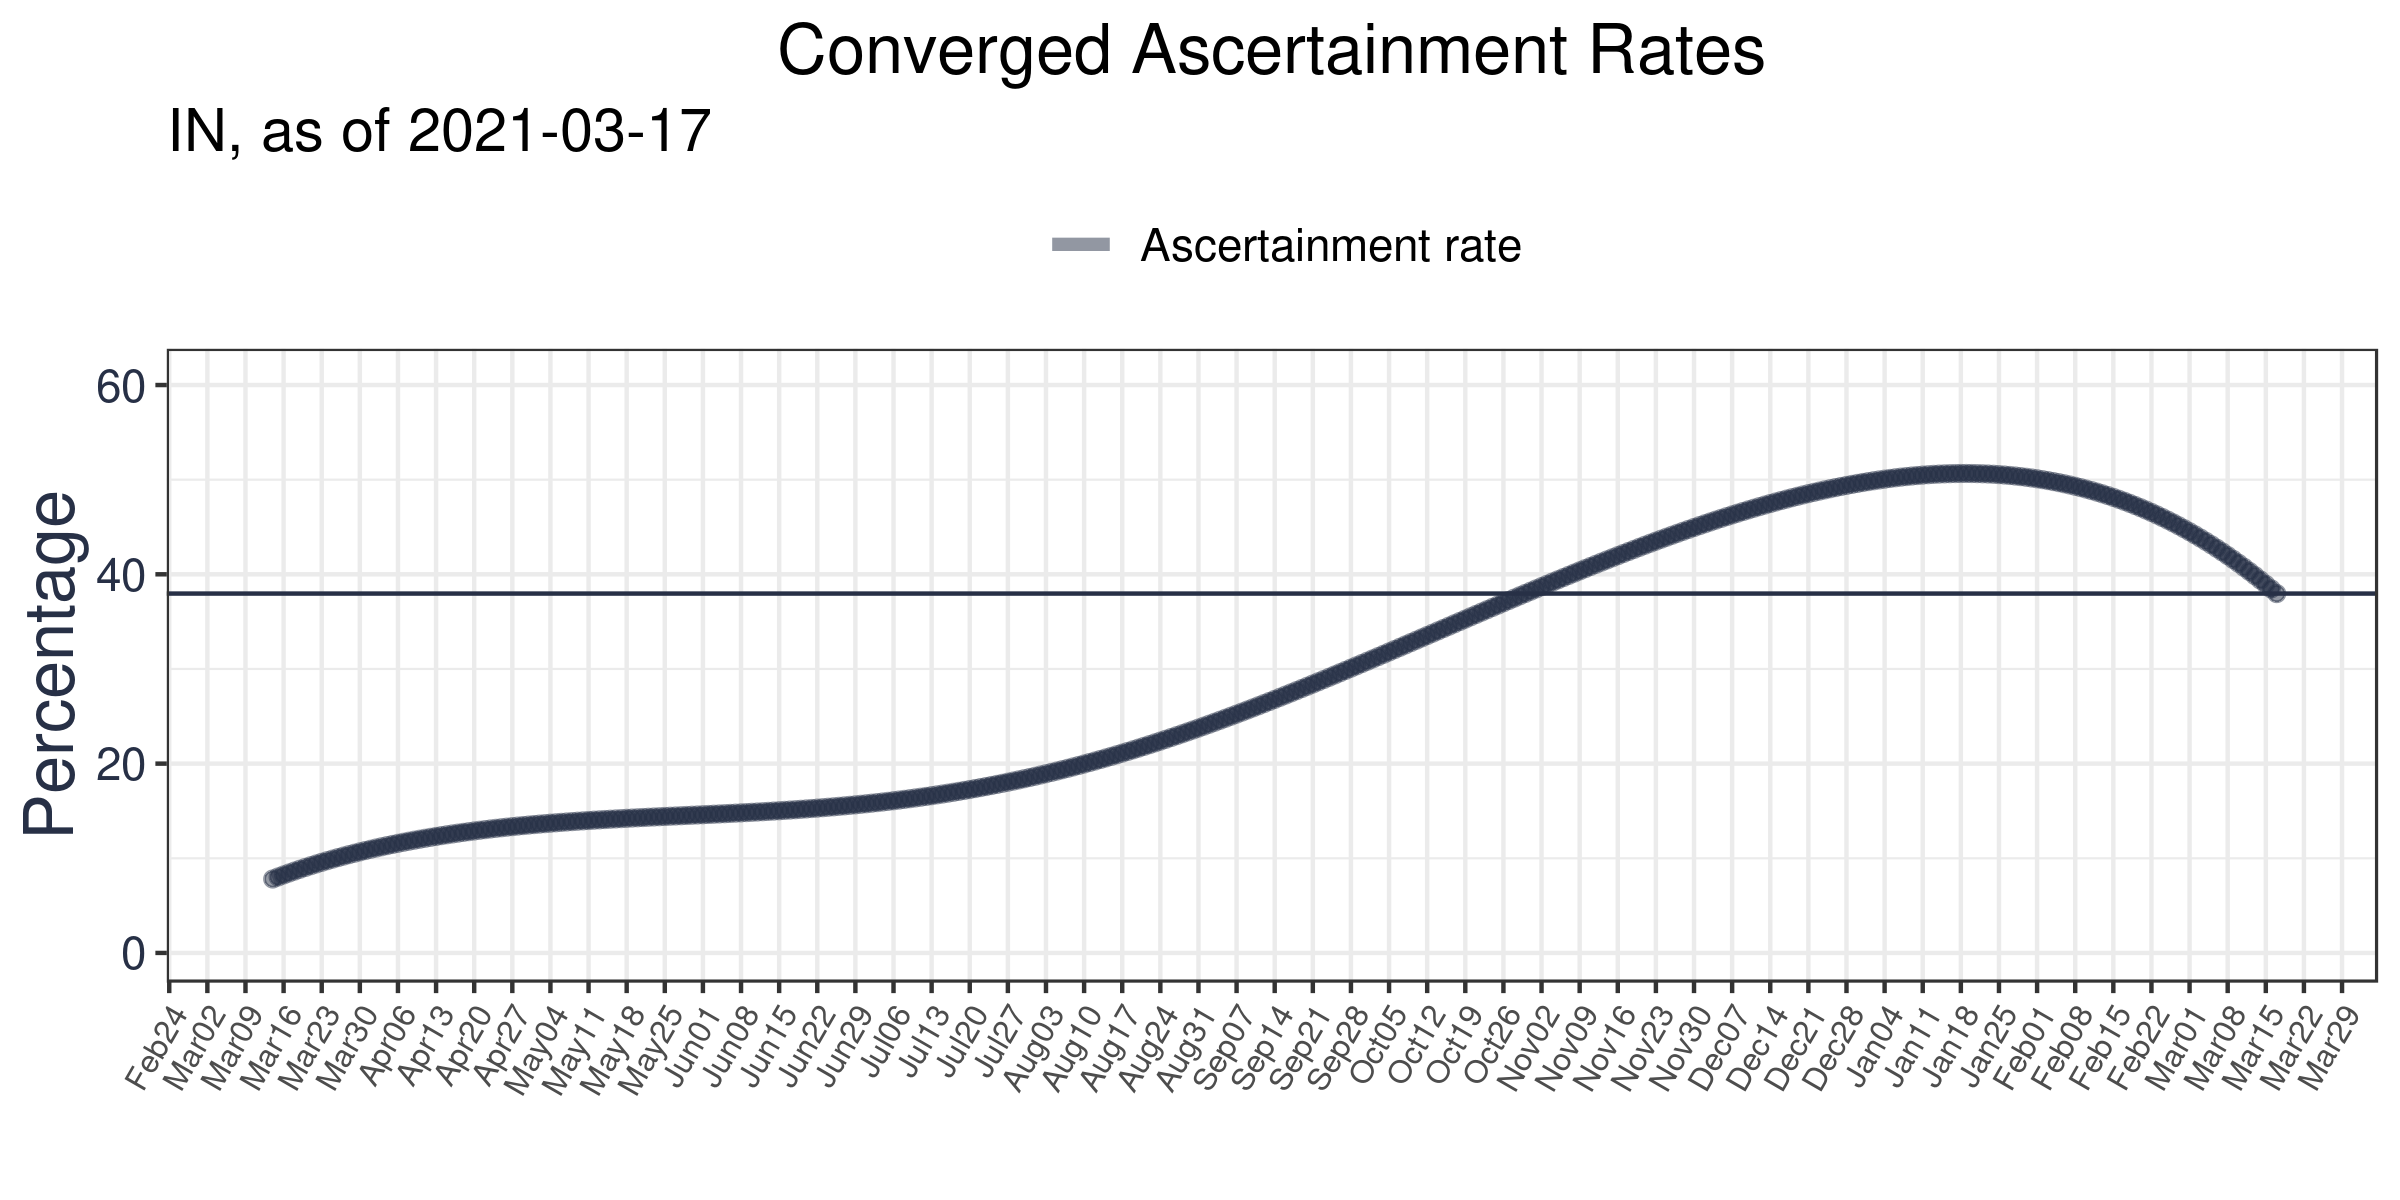 Converged Ascertainment Rates
IN, as of 2021-03-17
Ascertainment rate
Percentage
60
40
20
0
Feb24 Mar02 Mar09 Mar16 Mar23 Mar30 Apr06 Apr13 Apr20 Apr27 May04 May11 May18 May25 Jun01 Jun08 Jun15 Jun22 Jun29 Jul06 Jul13 Jul20 Jul27 Aug03 Aug10 Aug17 Aug24 Aug31 Sep07 Sep14 Sep21 Sep28 Oct05 Oct12 Oct19 Oct26 Nov02 Nov09 Nov16 Nov23 Nov30 Dec07 Dec14 Dec21 Dec28 Jan04 Jan11 Jan18 Jan25 Feb01 Feb08 Feb15 Feb22 Mar01 Mar08 Mar15 Mar22 Mar29